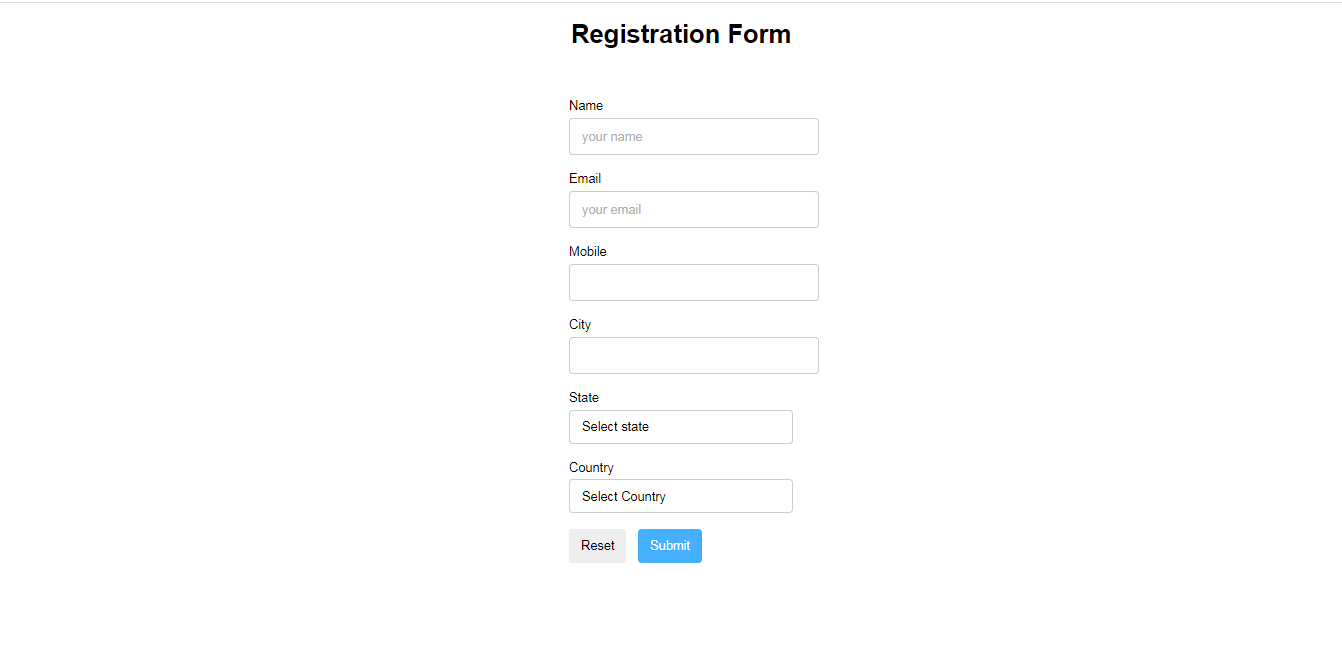 Registration Form
Name
your name
Email
your email
Mobile
City
State
Select state
Country
Select Country
Reset Submit